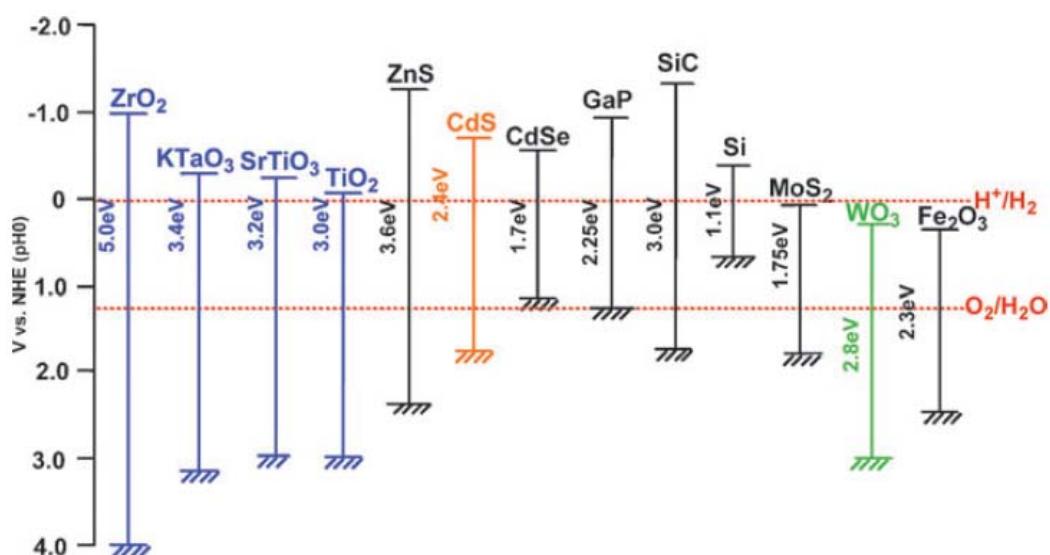 -2.0
-1.0
0
1.0
2.0
3.0
4.0
V vs. NHE (pH0)
ZrO2
5.0eV
KTaO3
3.4eV
SrTiO3
3.2eV
TiO2
3.0eV
ZnS
3.6eV
CdS
2.4eV
CdSe
1.7eV
GaP
2.25eV
SiC
3.0eV
Si
1.1eV
MoS2
1.75eV
WO3
2.8eV
Fe2O3
2.3eV
H+/H2
O2/H2O